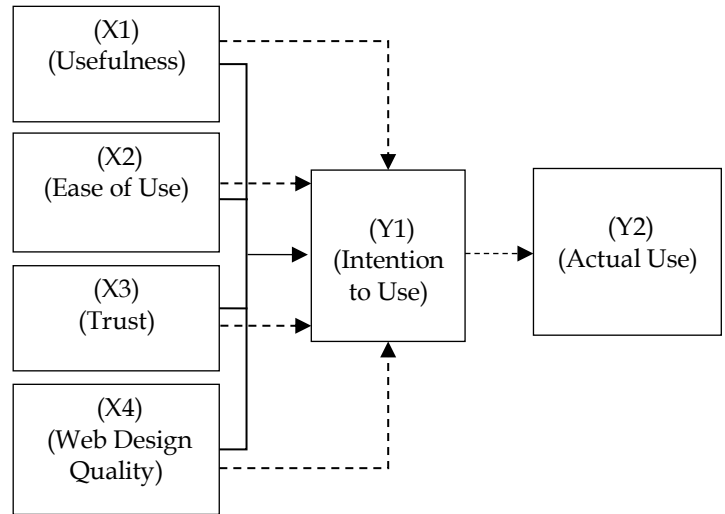 (X1)
(Usefulness)
(X2)
(Ease of Use)
(X3)
(Trust)
(X4)
(Web Design
Quality)
(Y1)
(Intention
to Use)
(Y2)
(Actual Use)